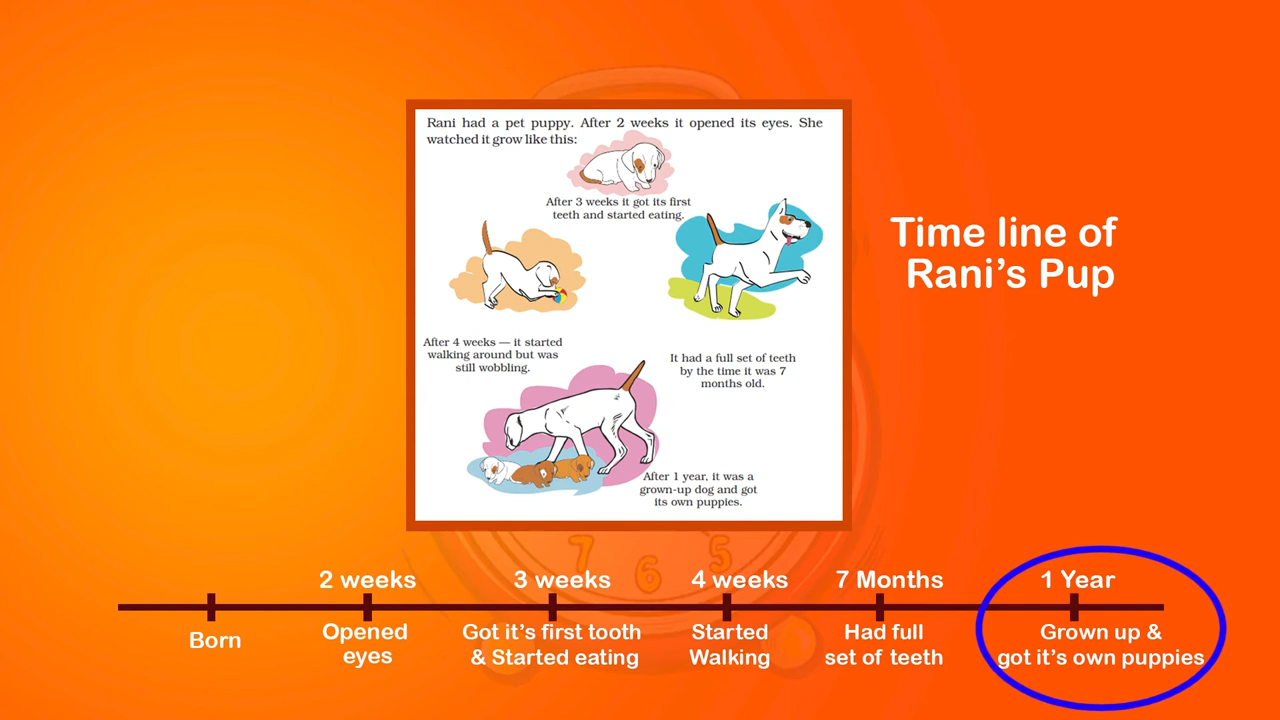 Rani had a pet puppy. After 2 weeks it opened its eyes. She
watched it grow like this:
After 3 weeks it got its first
teeth and started eating.
After 4 weeks — it started
walking around but was
still wobbling.
It had a full set of teeth
by the time it was 7
months old.
After 1 year, it was a
grown-up dog and got
its own puppies.
Time line of
Rani’s Pup
7
6
5
2 weeks
3 weeks
4 weeks
7 Months
1 Year
Born
Opened
eyes
Got it’s first tooth
& Started eating
Started
Walking
Had full
set of teeth
Grown up &
got it’s own puppies